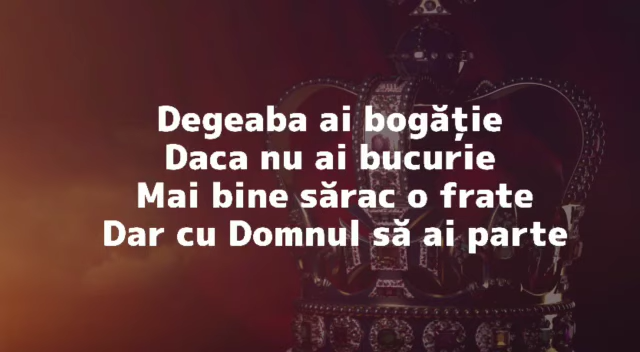 Degeaba ai bogăție
Daca nu ai bucurie
Mai bine sărac o frate
Dar cu Domnul să ai parte